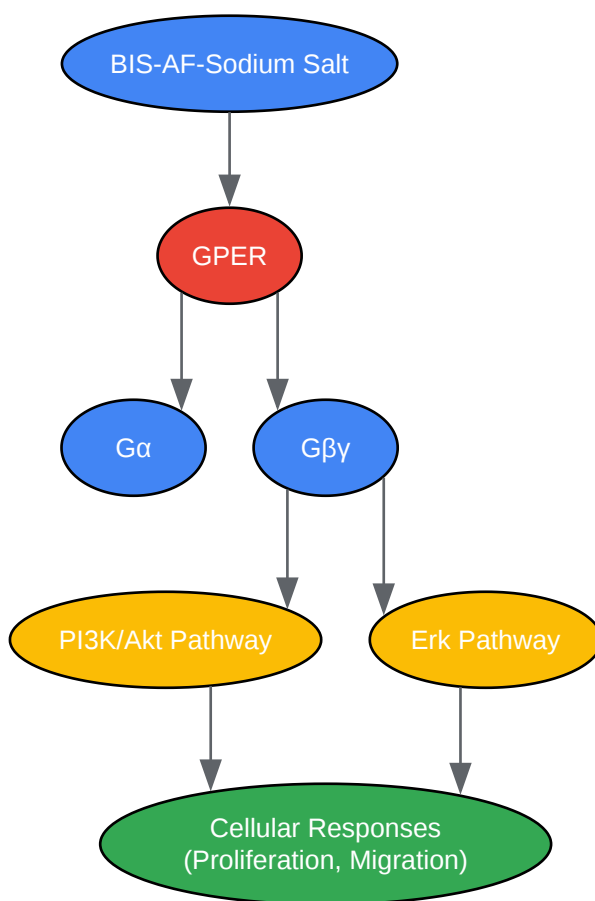 BIS-AF-Sodium Salt
GPER
Gα
Gβγ
PI3K/Akt Pathway
Erk Pathway
Cellular Responses
(Proliferation, Migration)